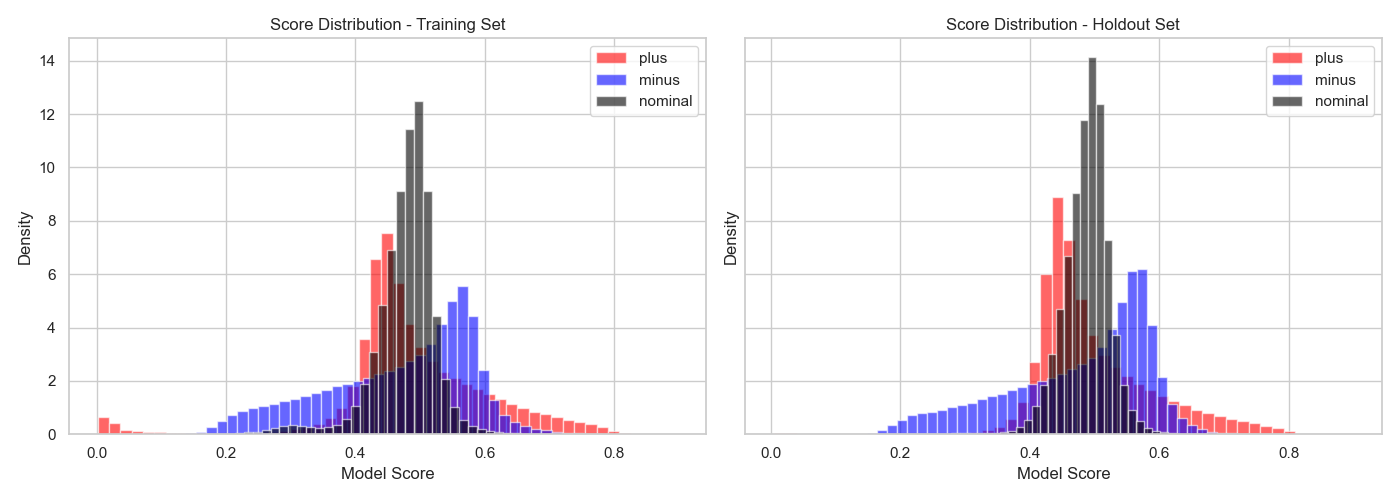 Score Distribution - Training Set
plus
minus
nominal
Density
14
12
10
8
6
4
2
0
0.0 0.2 0.4 0.6 0.8
Model Score
Score Distribution - Holdout Set
plus
minus
nominal
Density
0.0 0.2 0.4 0.6 0.8
Model Score